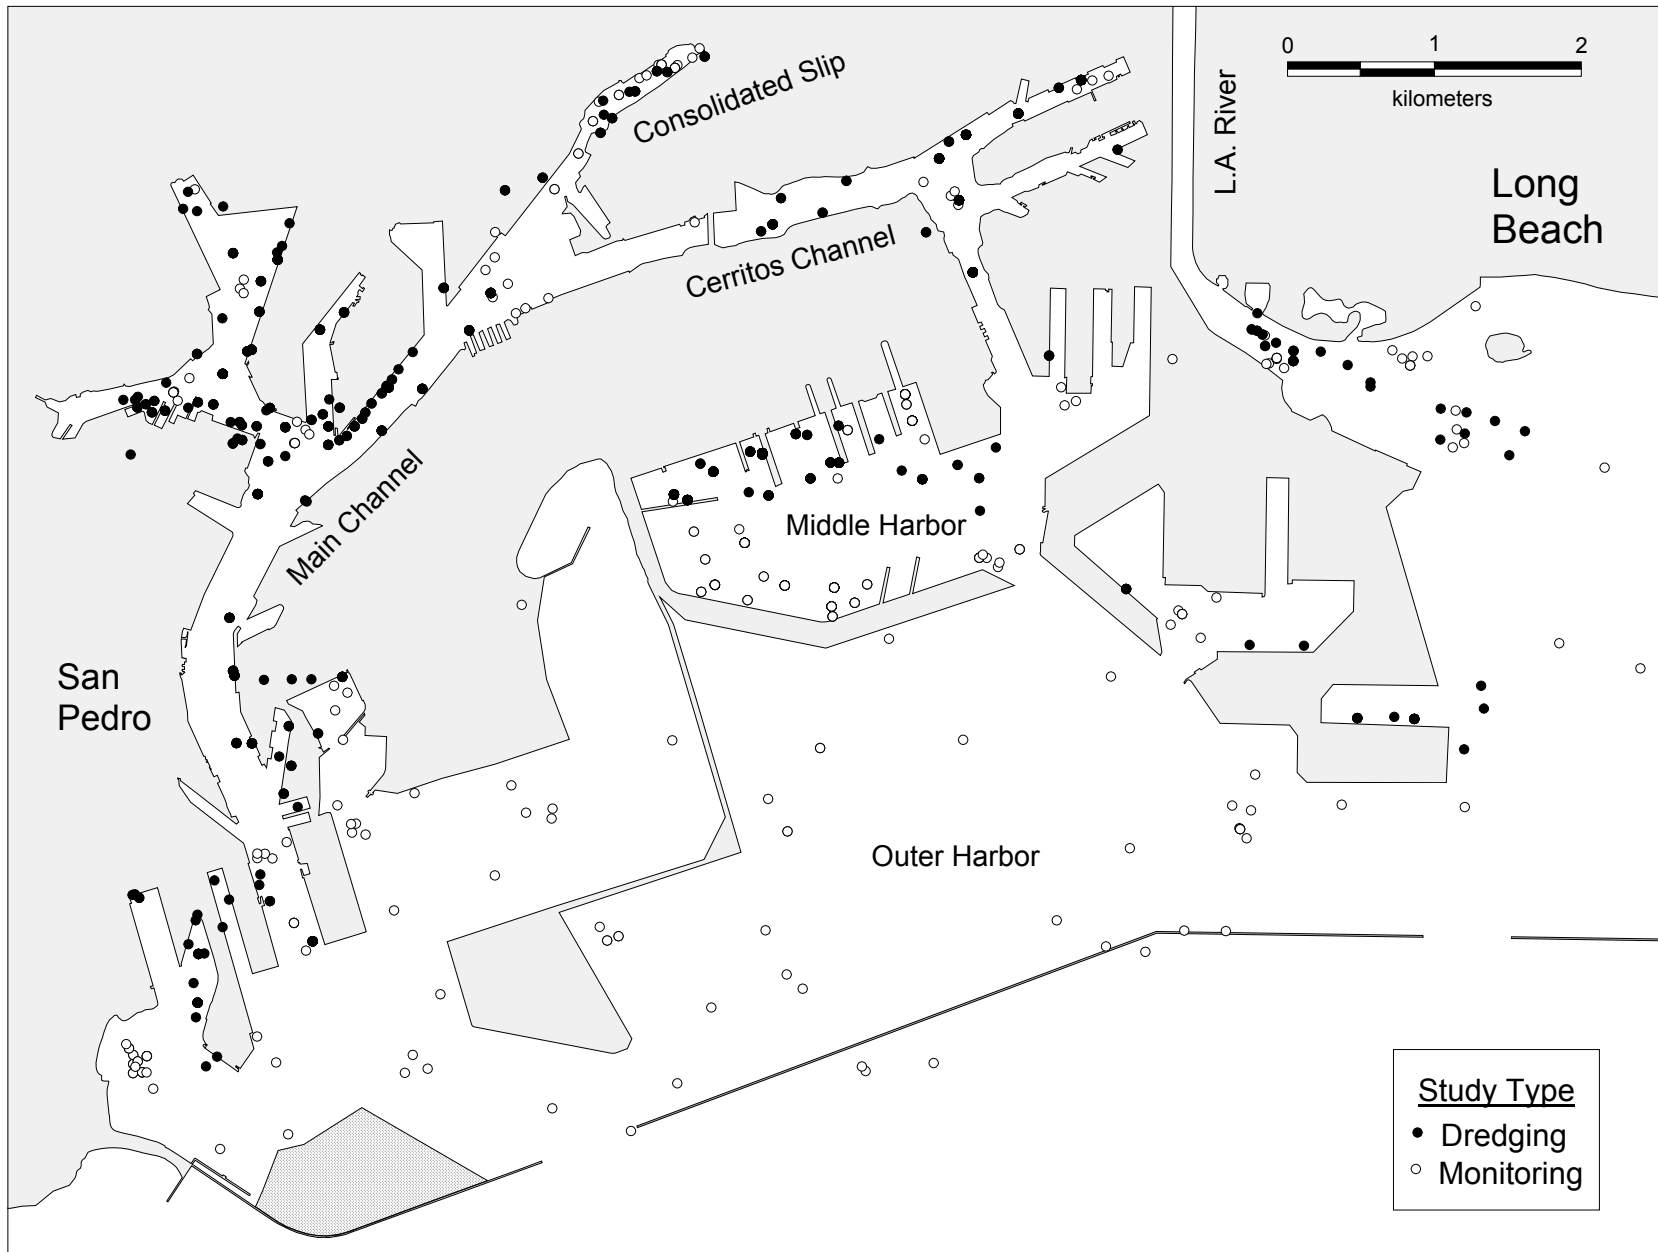 0 1 2
kilometers
L.A. River
Consolidated Slip
Long
Beach
Cerritos Channel
Main Channel
Middle Harbor
San
Pedro
Outer Harbor
Study Type
Dredging
Monitoring